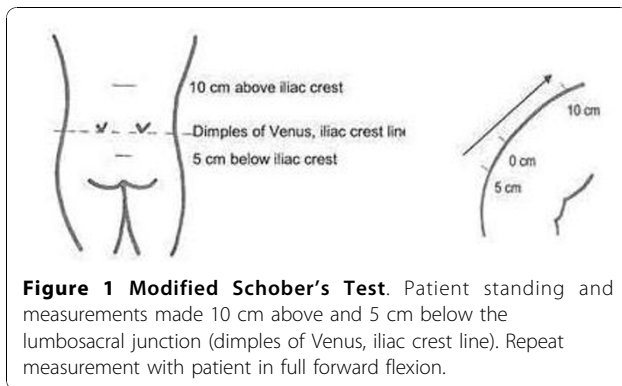 10 cm above iliac crest
Dimples of Venus, iliac crest line
5 cm below iliac crest
10 cm
0 cm
5 cm
Figure 1 Modified Schober's Test. Patient standing and
measurements made 10 cm above and 5 cm below the
lumbosacral junction (dimples of Venus, iliac crest line). Repeat
measurement with patient in full forward flexion.